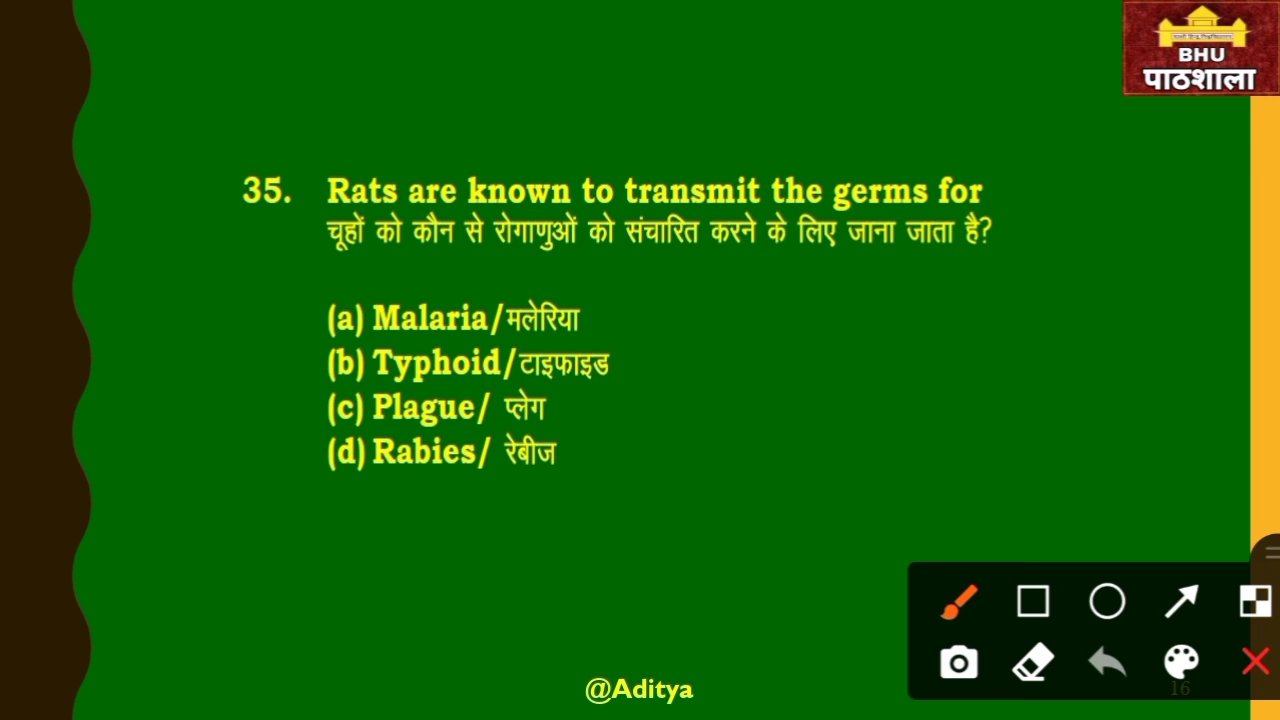 BHU
पाठशाला
35. Rats are known to transmit the germs for
चूहों को कौन से रोगाणुओं को संचारित करने के लिए जाना जाता है?
(a) Malaria/मलेरिया
(b) Typhoid/टाइफाइड
(c) Plague/ प्लेग
(d) Rabies/ रेबीज
@Aditya
16